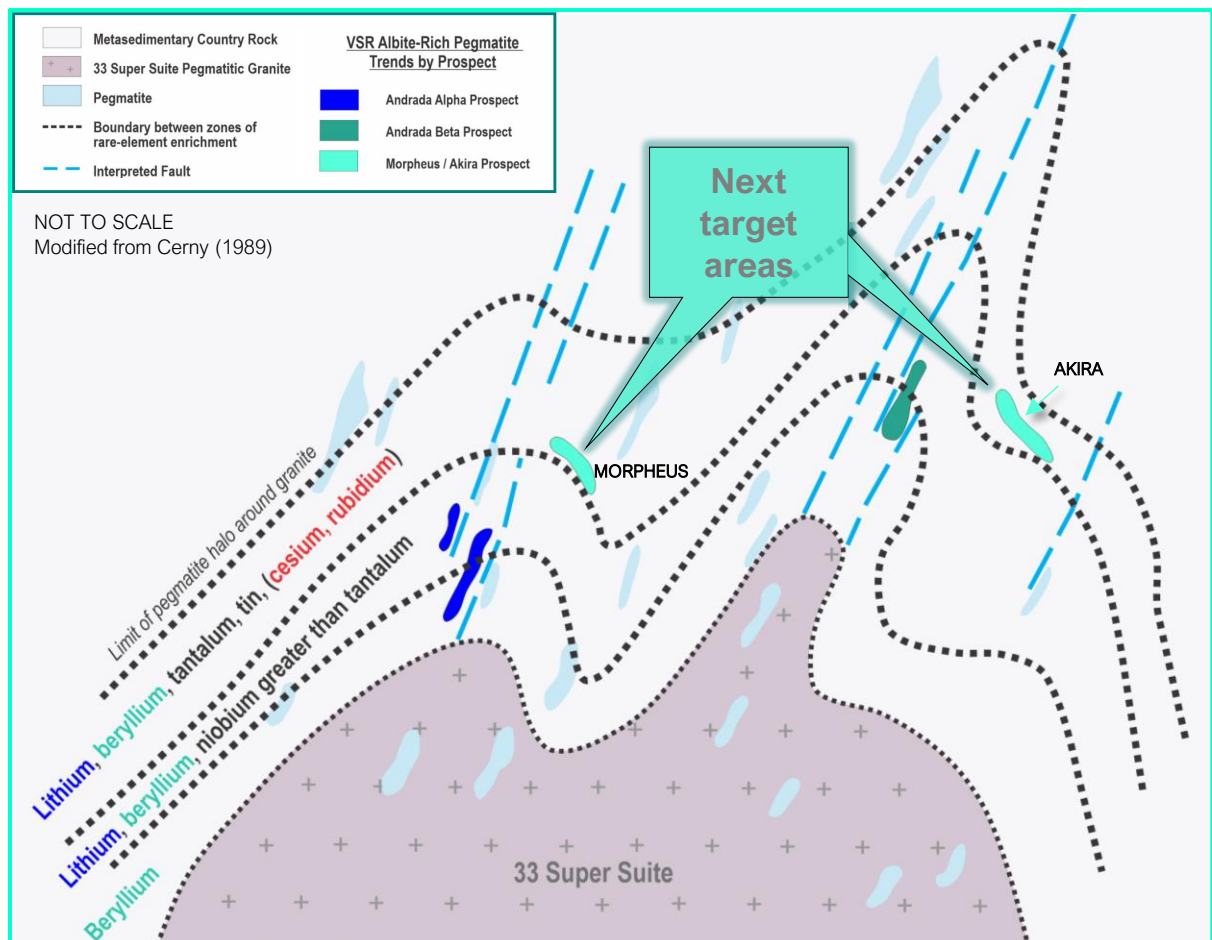 Metasedimentary Country Rock
33 Super Suite Pegmatitic Granite
Pegmatite
Boundary between zones of
rare-element enrichment
Interpreted Fault
VSR Albite-Rich Pegmatite
Trends by Prospect
Andrada Alpha Prospect
Andrada Beta Prospect
Morpheus / Akira Prospect
NOT TO SCALE
Modified from Cerny (1989)
Next
target
areas
AKIRA
MORPHEUS
Limit of pegmatite halo around granite
Lithium, beryllium, tantalum, tin, (cesium, rubidium)
Lithium, beryllium, niobium greater than tantalum
Beryllium
33 Super Suite